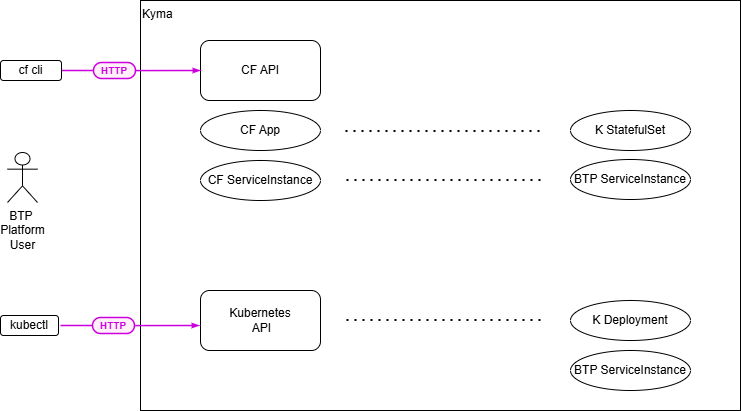 Kyma
cf cli
HTTP
CF API
CF App
K StatefulSet
CF ServiceInstance
BTP ServiceInstance
BTP
Platform
User
kubectl
HTTP
Kubernetes
API
K Deployment
BTP ServiceInstance